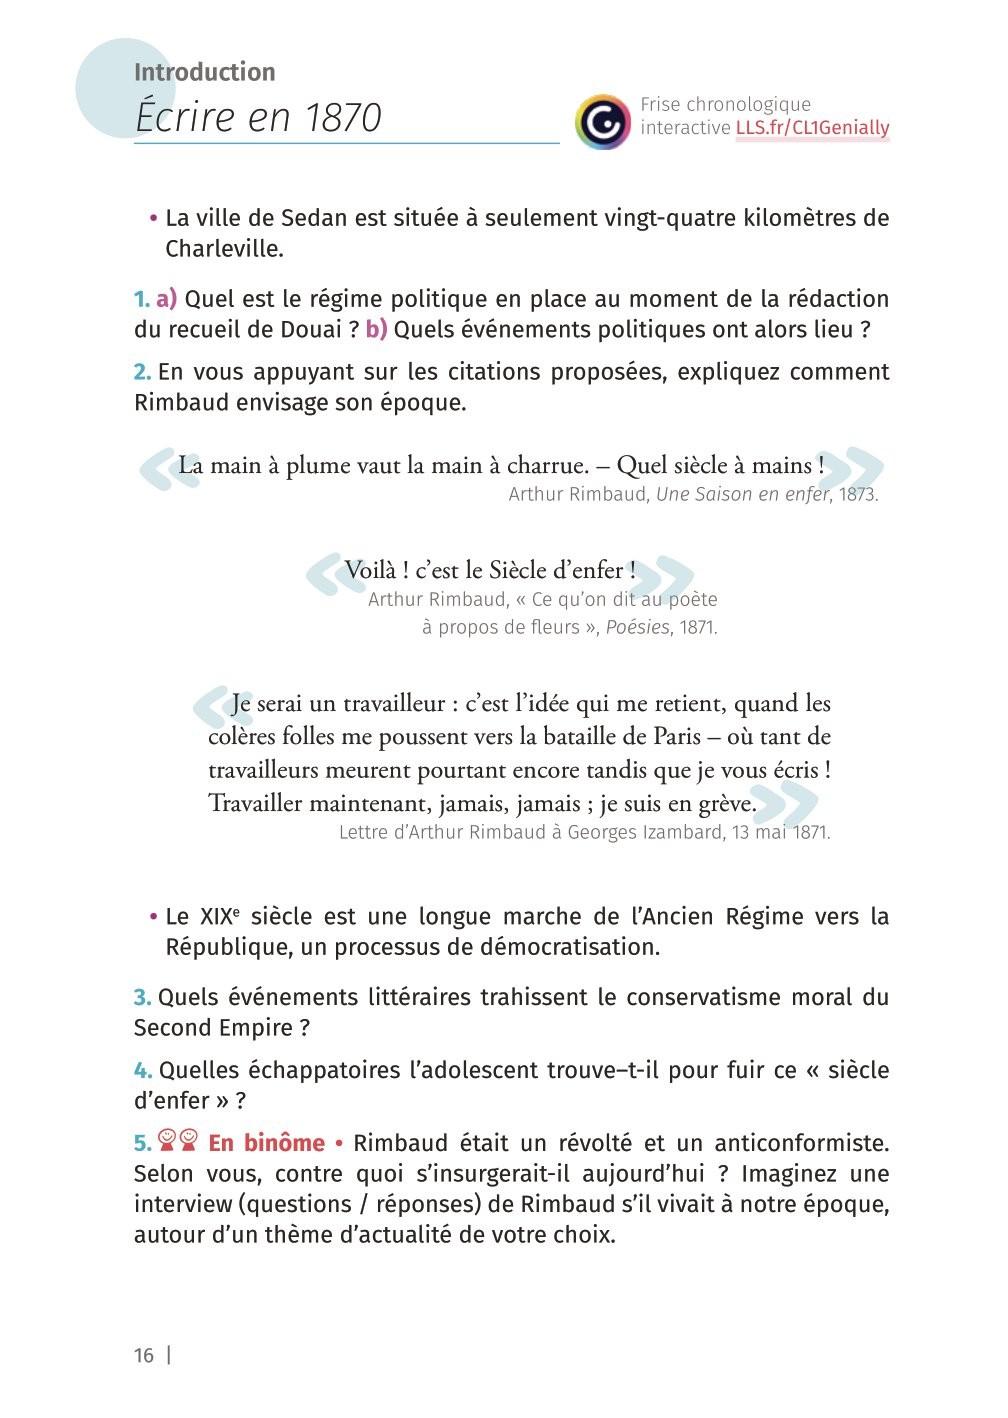 Introduction
Écrire en 1870
Frise chronologique
interactive LLS.fr/CL1Genially
• La ville de Sedan est située à seulement vingt-quatre kilomètres de
Charleville.
1. a) Quel est le régime politique en place au moment de la rédaction
du recueil de Douai ? b) Quels événements politiques ont alors lieu ?
2. En vous appuyant sur les citations proposées, expliquez comment
Rimbaud envisage son époque.
« La main à plume vaut la main à charrue. – Quel siècle à mains ! »
Arthur Rimbaud, Une Saison en enfer, 1873.
« Voilà ! c’est le Siècle d’enfer ! »
Arthur Rimbaud, « Ce qu’on dit au poète
à propos de fleurs », Poésies, 1871.
« Je serai un travailleur : c’est l’idée qui me retient, quand les
colères folles me poussent vers la bataille de Paris – où tant de
travailleurs meurent pourtant encore tandis que je vous écris !
Travailler maintenant, jamais, jamais ; je suis en grève. »
Lettre d’Arthur Rimbaud à Georges Izambard, 13 mai 1871.
• Le XIXe siècle est une longue marche de l’Ancien Régime vers la
République, un processus de démocratisation.
3. Quels événements littéraires trahissent le conservatisme moral du
Second Empire ?
4. Quelles échappatoires l’adolescent trouve–t-il pour fuir ce « siècle
d’enfer » ?
5. En binôme • Rimbaud était un révolté et un anticonformiste.
Selon vous, contre quoi s’insurgerait-il aujourd’hui ? Imaginez une
interview (questions / réponses) de Rimbaud s’il vivait à notre époque,
autour d’un thème d’actualité de votre choix.
16 |